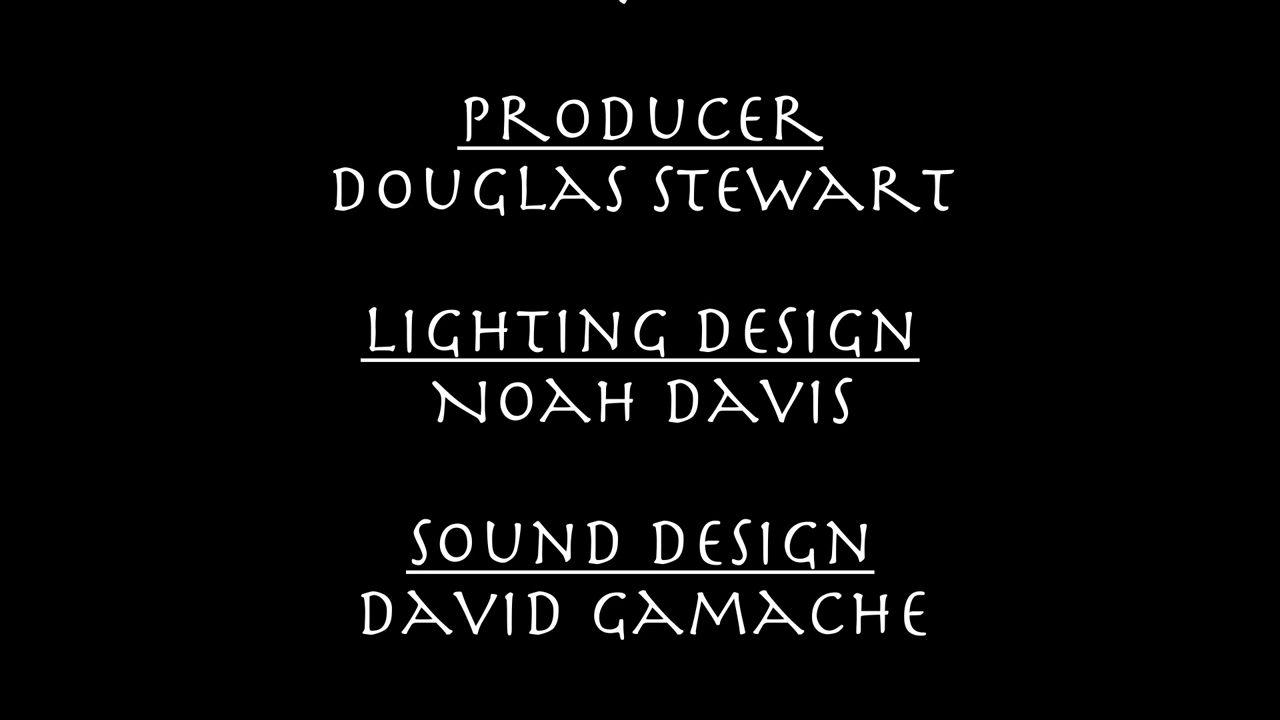 PRODUCER
DOUGLAS STEWART
LIGHTING DESIGN
NOAH DAVIS
SOUND DESIGN
DAVID GAMACHE